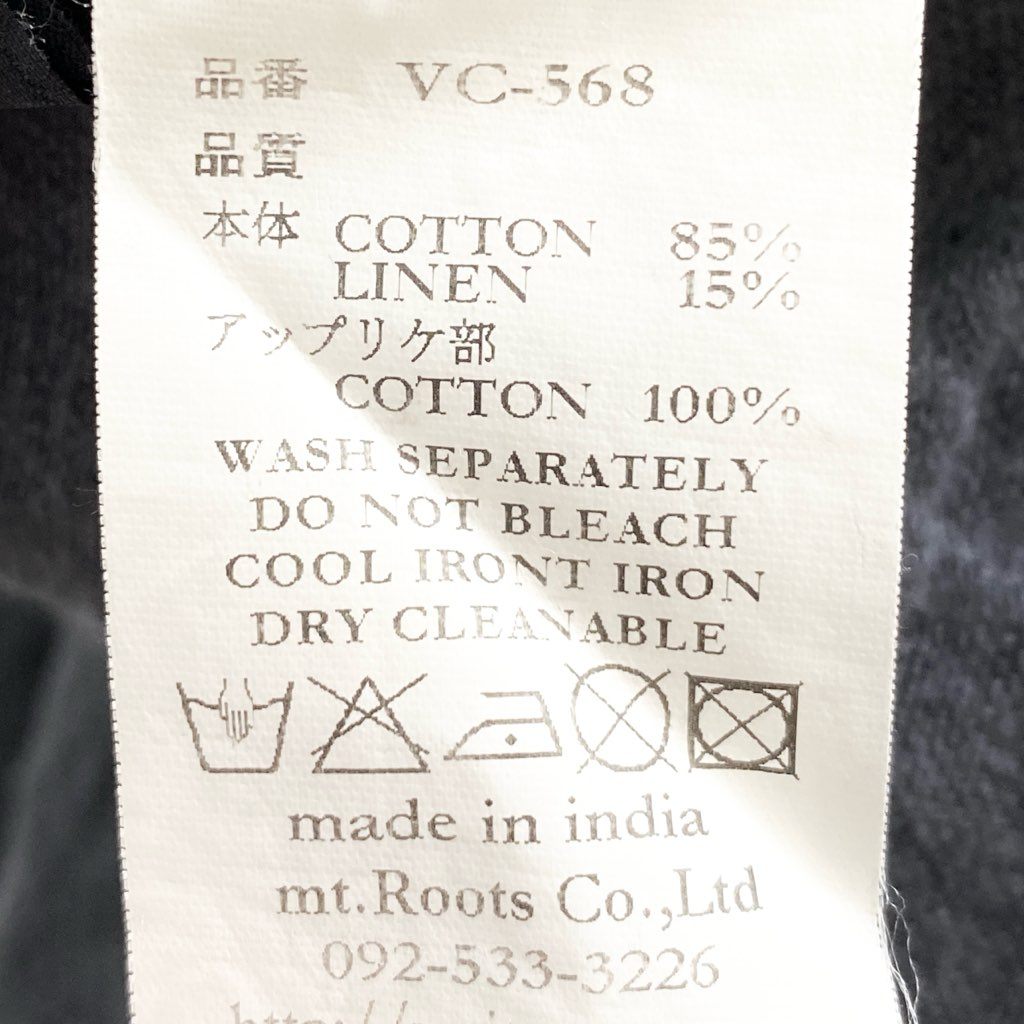 品番 VC-568
品質
本体 COTTON 85%
LINEN 15%
アップリケ部
COTTON 100%
WASH SEPARATELY
DO NOT BLEACH
COOL IRONT IRON
DRY CLEANABLE
made in india
mt.Roots Co.,Ltd
092-533-3226